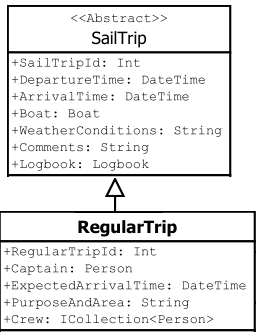 <<Abstract>>
SailTrip
+SailTripId: Int
+DepartureTime: DateTime
+ArrivalTime: DateTime
+Boat: Boat
+WeatherConditions: String
+Comments: String
+Logbook: Logbook
RegularTrip
+RegularTripId: Int
+Captain: Person
+ExpectedArrivalTime: DateTime
+PurposeAndArea: String
+Crew: ICollection<Person>